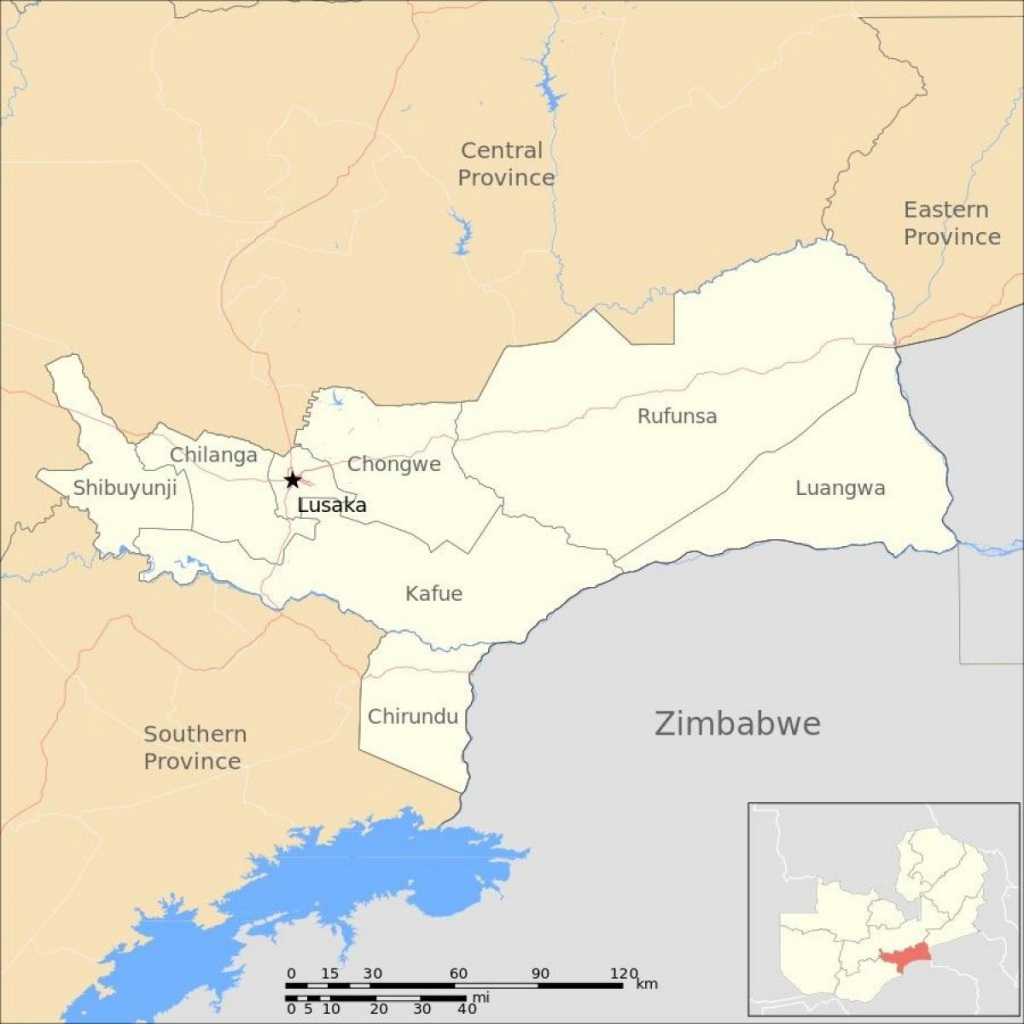 Central
Province
Eastern
Province
Rufunsa
Chilanga
Chongwe
Shibuyunji
Luangwa
Lusaka
Kafue
Chirundu
Zimbabwe
Southern
Province
0 15 30 60 90 120
km
mi
0 5 10 20 30 40